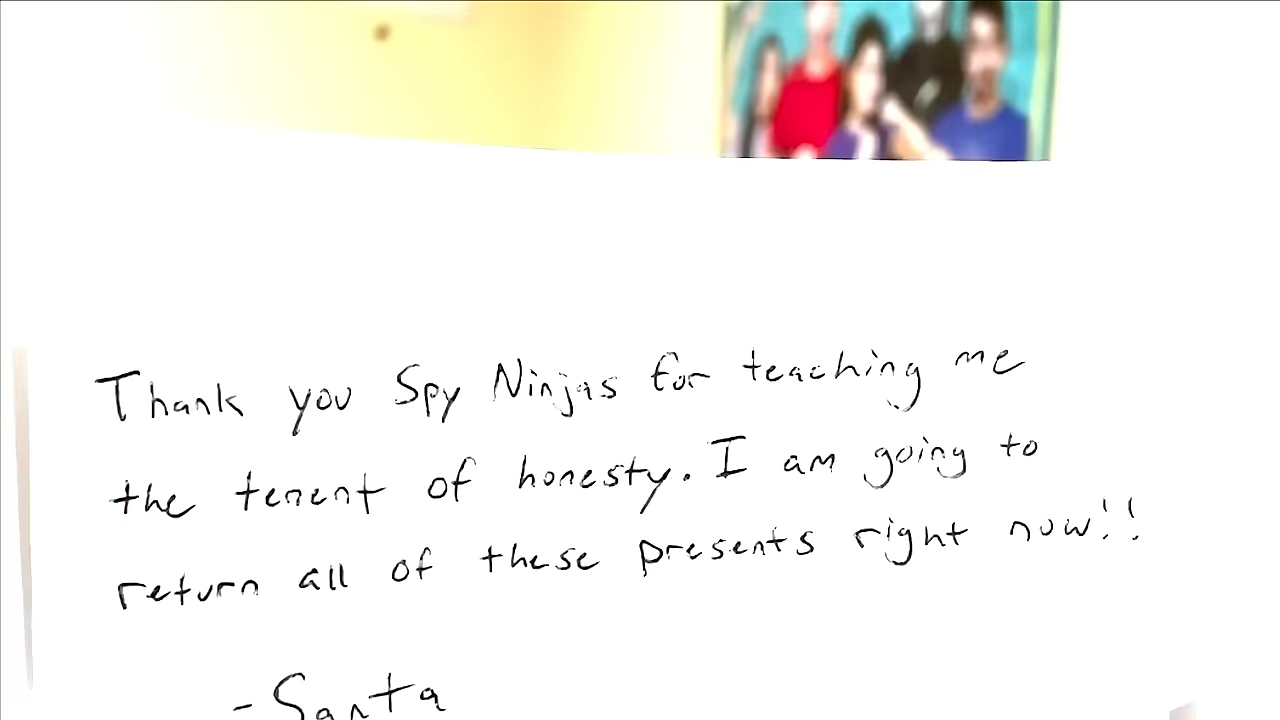 Thank you Spy Ninjas for teaching me
the tenent of honesty. I am going to
return all of these presents right now!!
- Santa